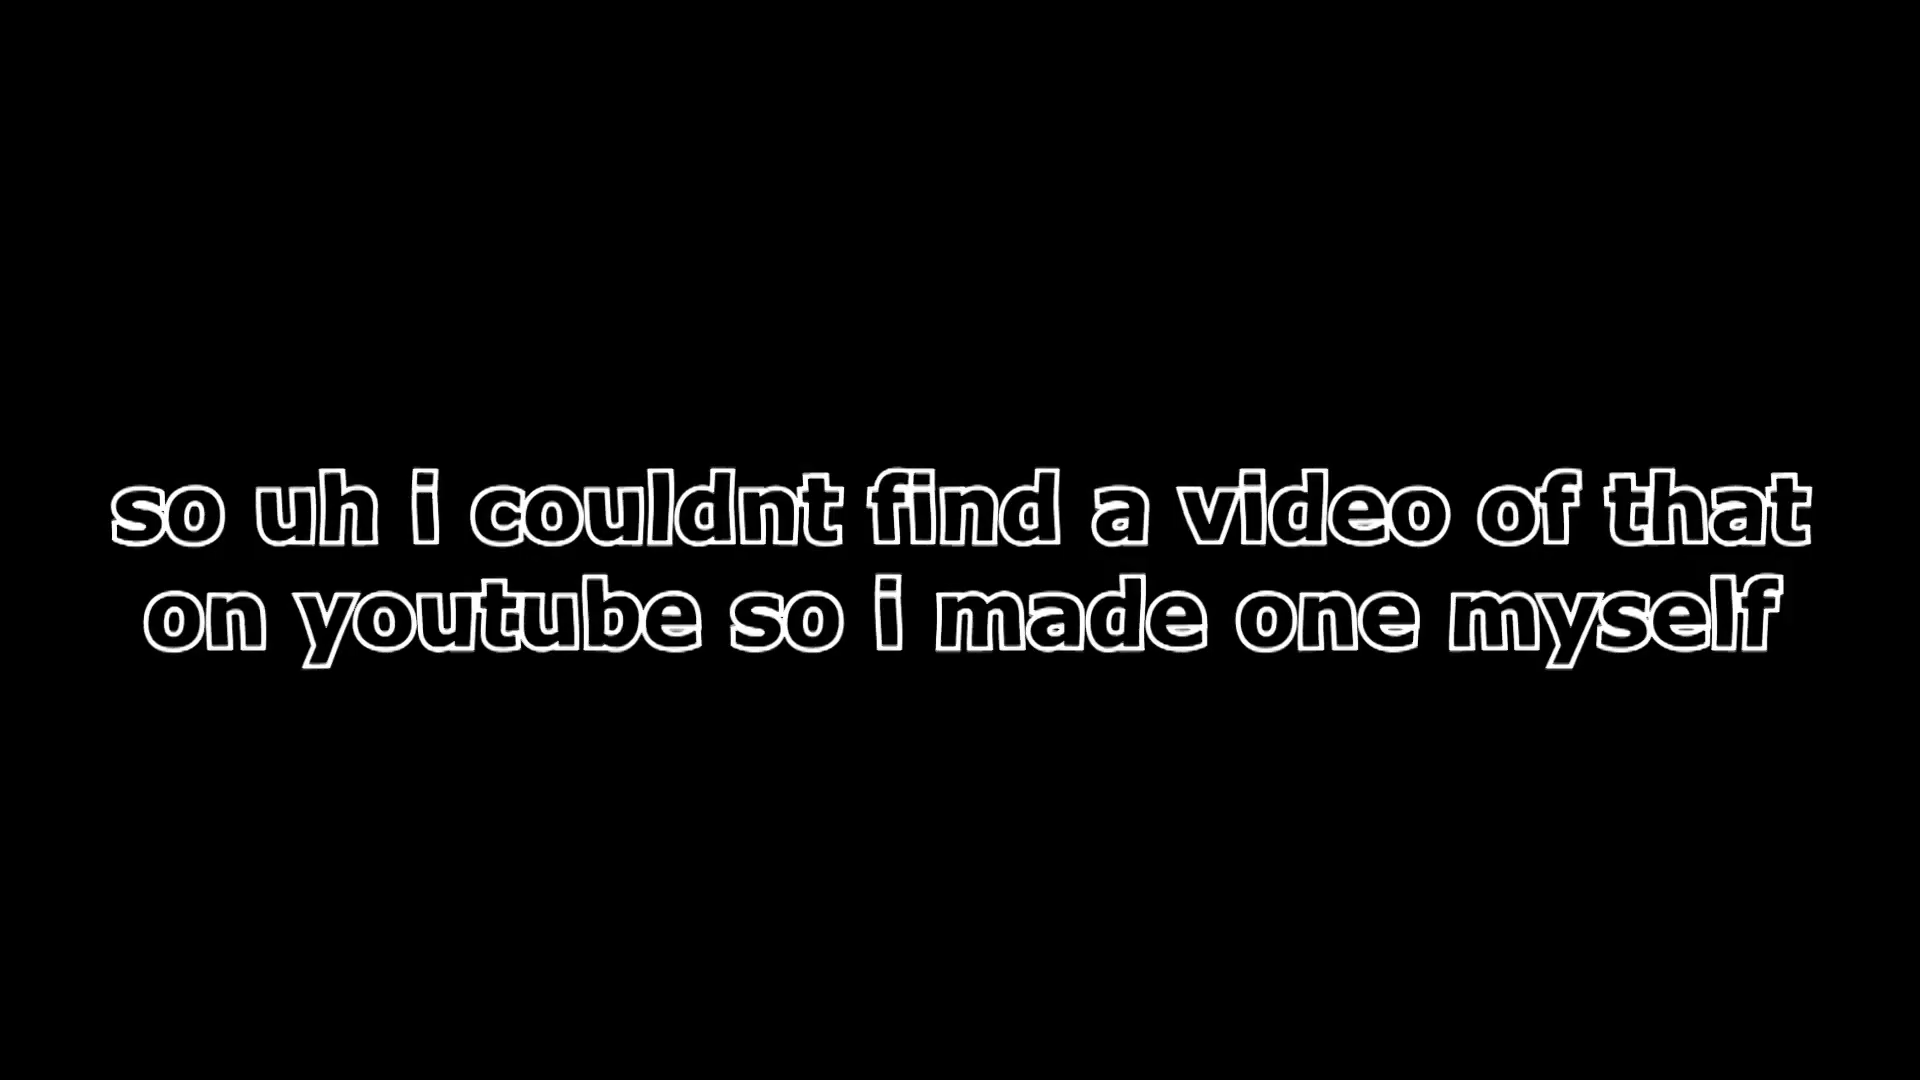 so uh i couldnt find a video of that
on youtube so i made one myself